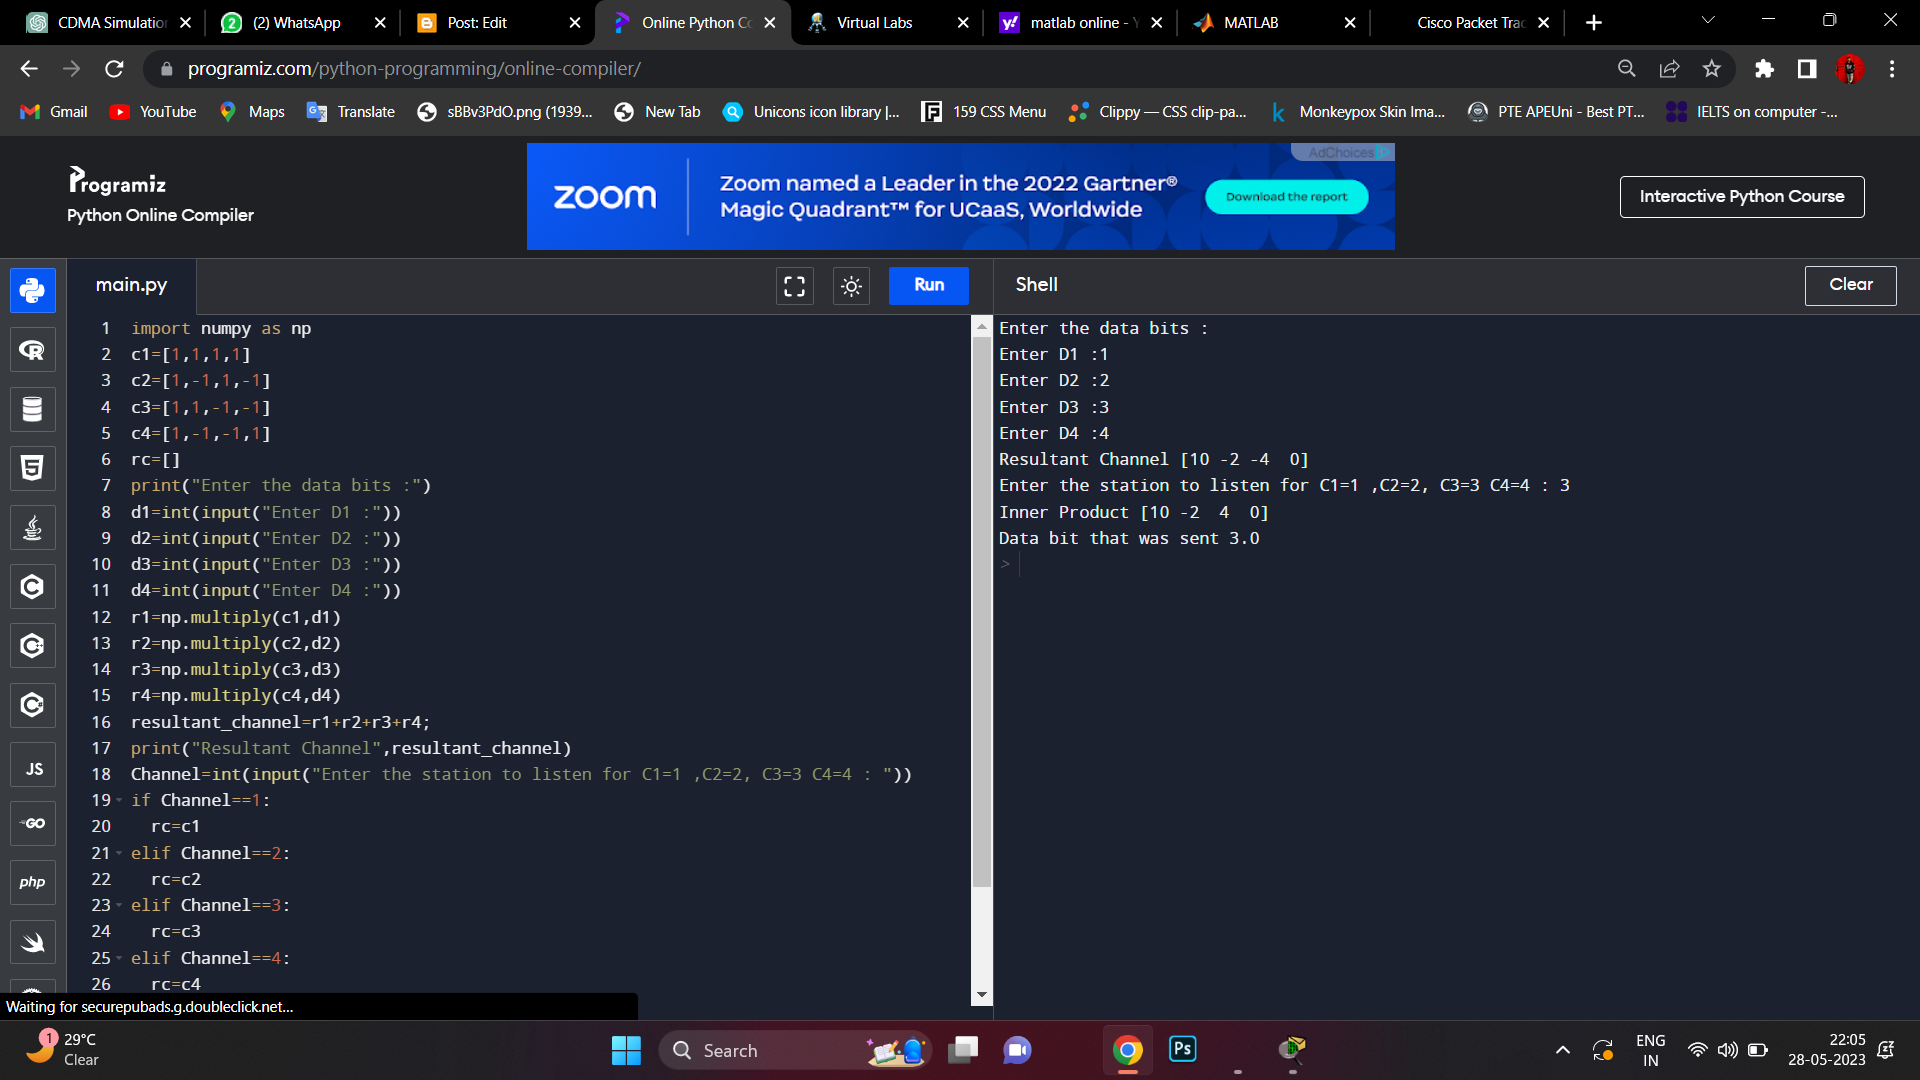 CDMA Simulatio
(2) WhatsApp
Post: Edit
Online Python Co
Virtual Labs
matlab online - Y
MATLAB
Cisco Packet Trac
programiz.com/python-programming/online-compiler/
Gmail
YouTube
Maps
Translate
sBBv3PdO.png (1939...
New Tab
Unicons icon library |...
159 CSS Menu
Clippy — CSS clip-pa...
Monkeypox Skin Ima...
PTE APEUni - Best PT...
IELTS on computer -...
Programiz
Python Online Compiler
zoom
Zoom named a Leader in the 2022 Gartner®
Magic Quadrant™ for UCaaS, Worldwide
Download the report
AdChoices
Interactive Python Course
main.py
Run
Shell
Clear
1 import numpy as np
2 c1=[1,1,1,1]
3 c2=[1,-1,1,-1]
4 c3=[1,1,-1,-1]
5 c4=[1,-1,-1,1]
6 rc=[]
7 print("Enter the data bits :")
8 d1=int(input("Enter D1 :"))
9 d2=int(input("Enter D2 :"))
10 d3=int(input("Enter D3 :"))
11 d4=int(input("Enter D4 :"))
12 r1=np.multiply(c1,d1)
13 r2=np.multiply(c2,d2)
14 r3=np.multiply(c3,d3)
15 r4=np.multiply(c4,d4)
16 resultant_channel=r1+r2+r3+r4;
17 print("Resultant Channel",resultant_channel)
18 Channel=int(input("Enter the station to listen for C1=1 ,C2=2, C3=3 C4=4 : "))
19 if Channel==1:
20 rc=c1
21 elif Channel==2:
22 rc=c2
23 elif Channel==3:
24 rc=c3
25 elif Channel==4:
26 rc=c4
Enter the data bits :
Enter D1 :1
Enter D2 :2
Enter D3 :3
Enter D4 :4
Resultant Channel [10 -2 -4  0]
Enter the station to listen for C1=1 ,C2=2, C3=3 C4=4 : 3
Inner Product [10 -2  4  0]
Data bit that was sent 3.0
>
JS
GO
php
Waiting for securepubads.g.doubleclick.net...
1
29°C
Clear
Search
Ps
ENG
IN
22:05
28-05-2023